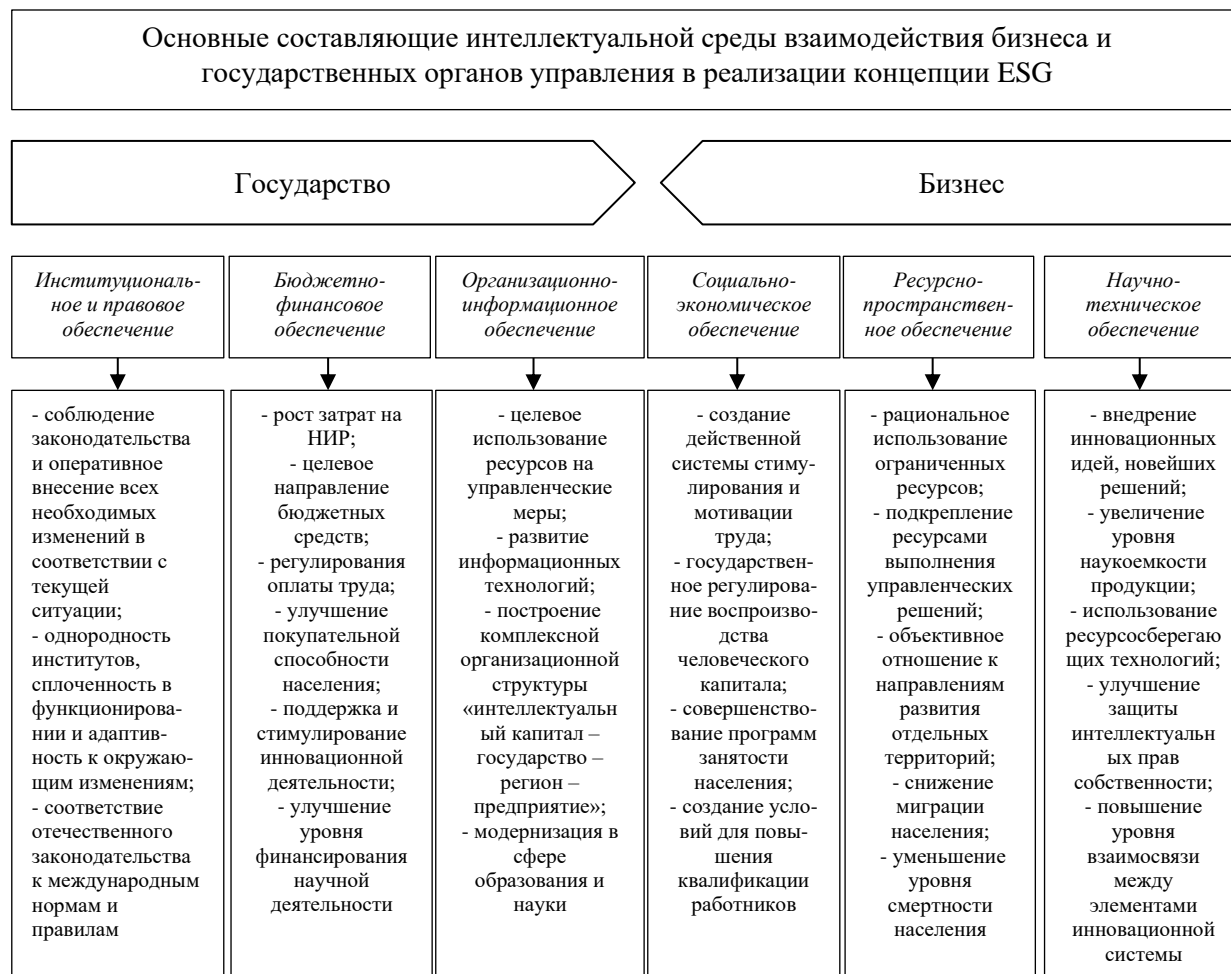 Основные составляющие интеллектуальной среды взаимодействия бизнеса и
государственных органов управления в реализации концепции ESG
Государство
Бизнес
Институциональ-
ное и правовое
обеспечение
Бюджетно-
финансовое
обеспечение
Организационно-
информационное
обеспечение
Социально-
экономическое
обеспечение
Ресурсно-
пространствен-
ное обеспечение
Научно-
техническое
обеспечение
- соблюдение
законодательства
и оперативное
внесение всех
необходимых
изменений в
соответствии с
текущей
ситуации;
- однородность
институтов,
сплоченность в
функционирова-
нии и адаптив-
ность к окружаю-
щим изменениям;
- соответствие
отечественного
законодательства
к международным
нормам и
правилам
- рост затрат на
НИР;
- целевое
направление
бюджетных
средств;
- регулирования
оплаты труда;
- улучшение
покупательной
способности
населения;
- поддержка и
стимулирование
инновационной
деятельности;
- улучшение
уровня
финансирования
научной
деятельности
- целевое
использование
ресурсов на
управленческие
меры;
- развитие
информационных
технологий;
- построение
комплексной
организационной
структуры
«интеллектуальн
ый капитал –
государство –
регион –
предприятие»;
- модернизация в
сфере
образования и
науки
- создание
действенной
системы стиму-
лирования и
мотивации
труда;
- государствен-
ное регулирова-
ние воспроизво-
дства
человеческого
капитала;
- совершенство-
вание программ
занятости
населения;
- создание усло-
вий для повы-
шения
квалификации
работников
- рациональное
использование
ограниченных
ресурсов;
- подкрепление
ресурсами
выполнения
управленческих
решений;
- объективное
отношение к
направлениям
развития
отдельных
территорий;
- снижение
миграции
населения;
- уменьшение
уровня
смертности
населения
- внедрение
инновационных
идей, новейших
решений;
- увеличение
уровня
наукоемкости
продукции;
- использование
ресурсосберегаю
щих технологий;
- улучшение
защиты
интеллектуальн
ых прав
собственности;
- повышение
уровня
взаимосвязи
между
элементами
инновационной
системы